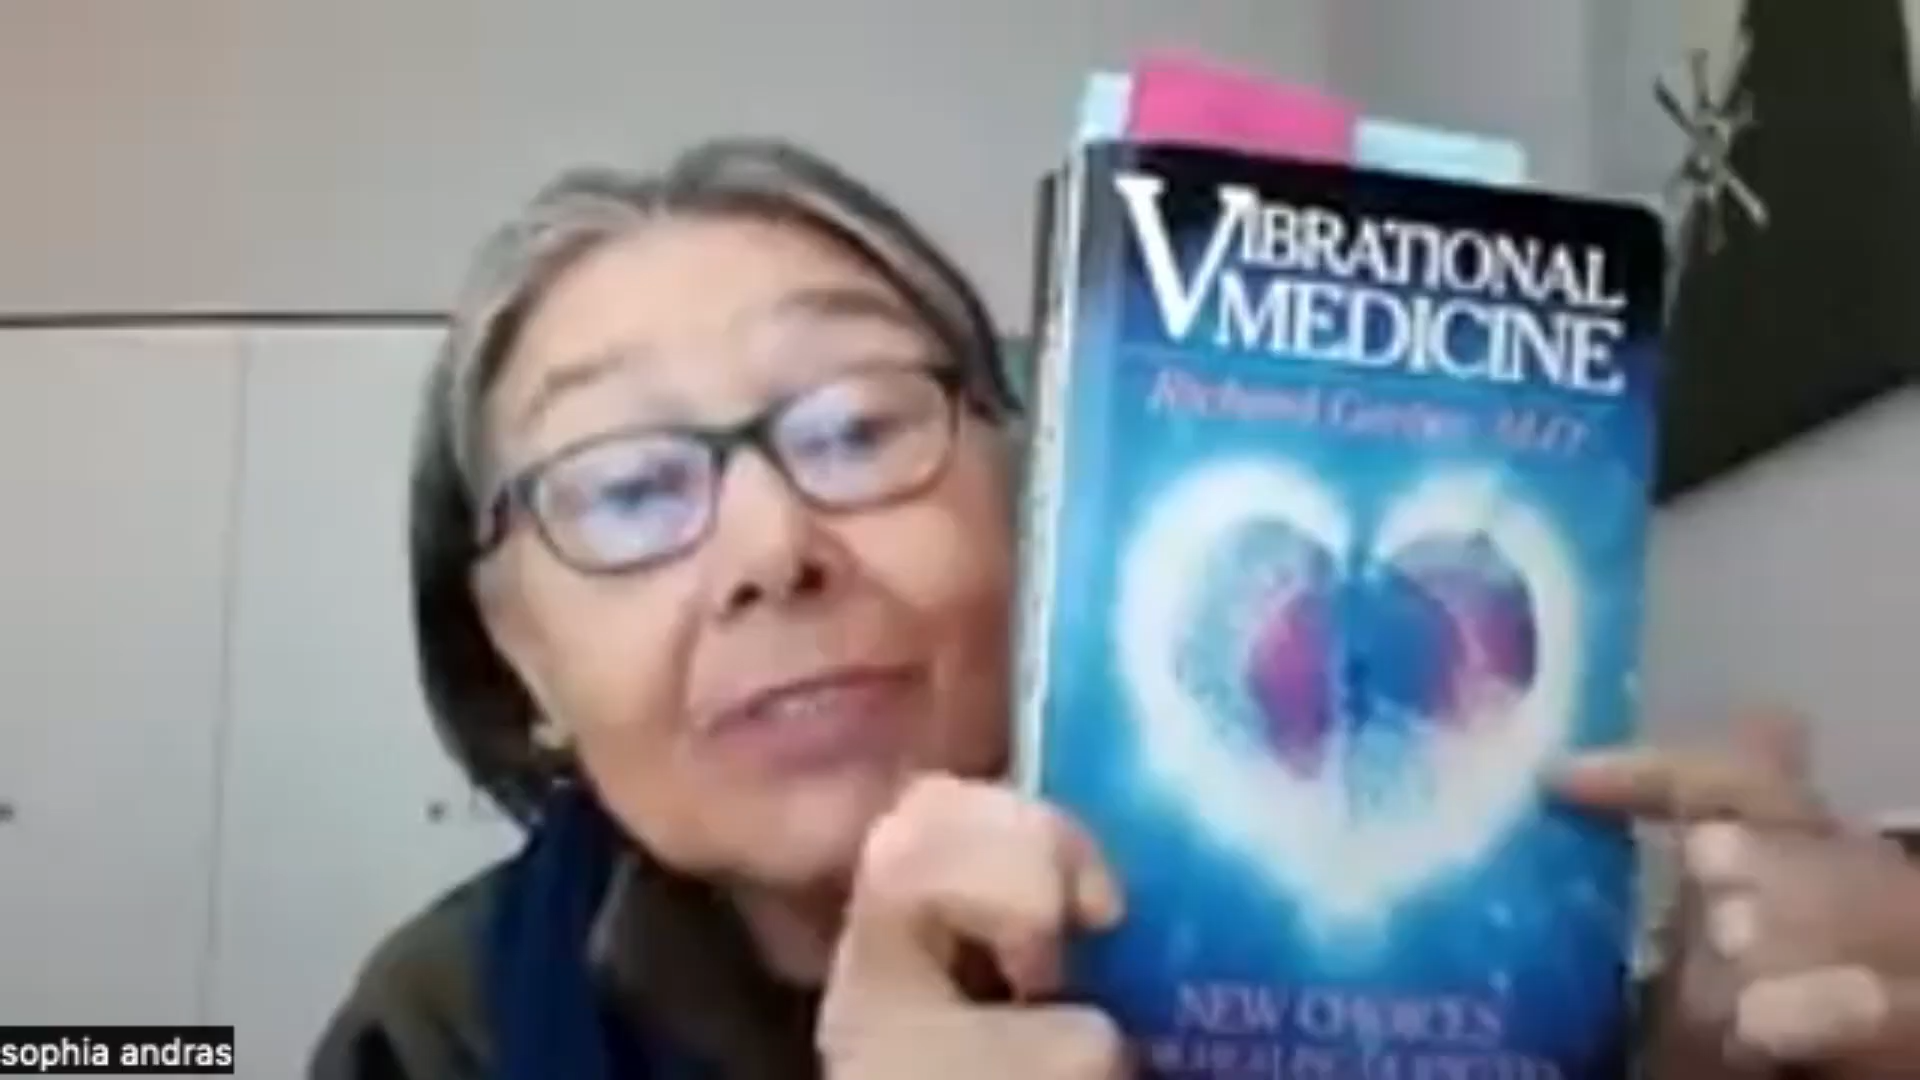 VIBRATIONAL
MEDICINE
Richard Gerber, M.D.
NEW CHOICES
sophia andras